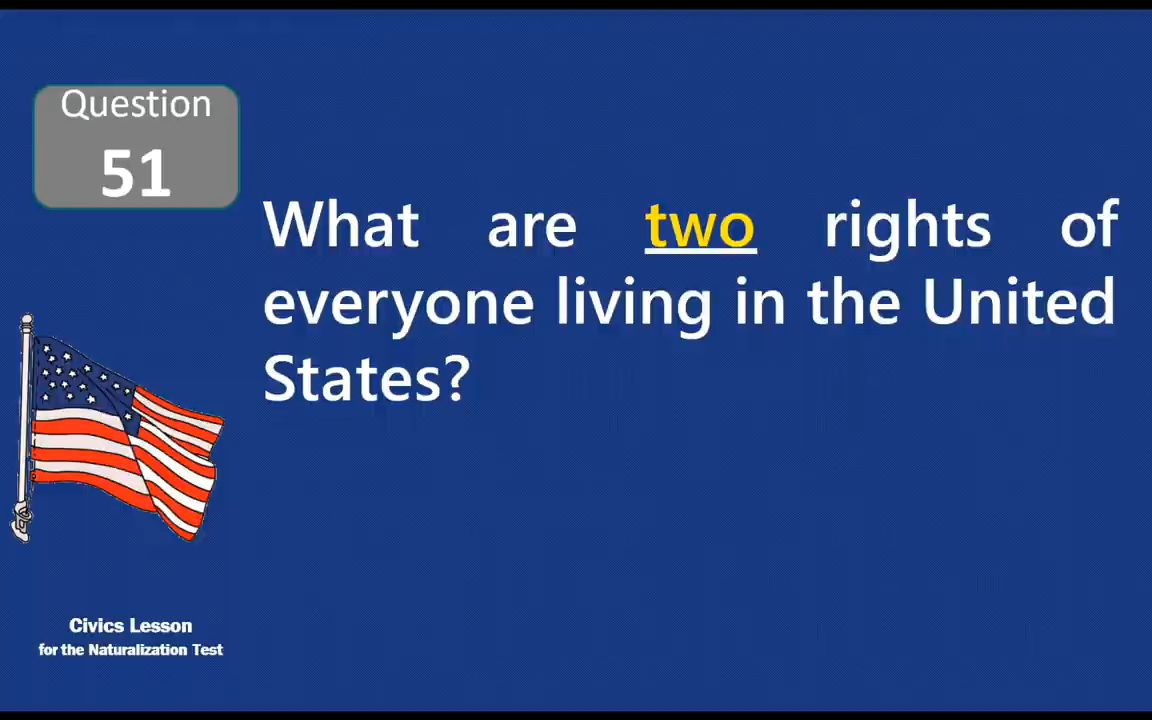 Question
51
What are two rights of
everyone living in the United
States?
Civics Lesson
for the Naturalization Test